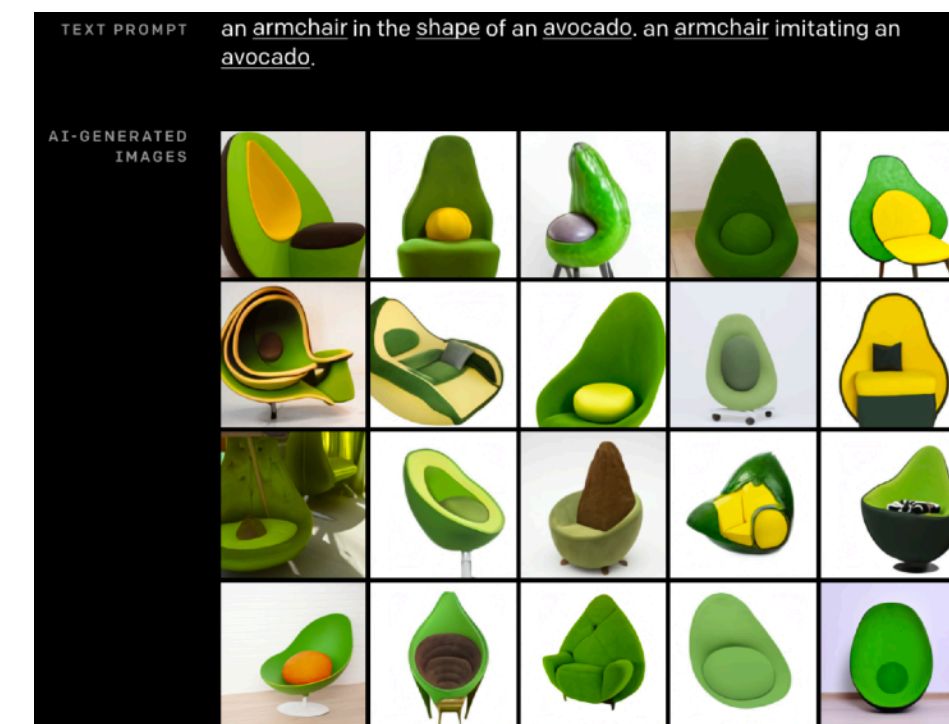 TEXT PROMPT
an armchair in the shape of an avocado. an armchair imitating an
avocado.
AI-GENERATED
IMAGES